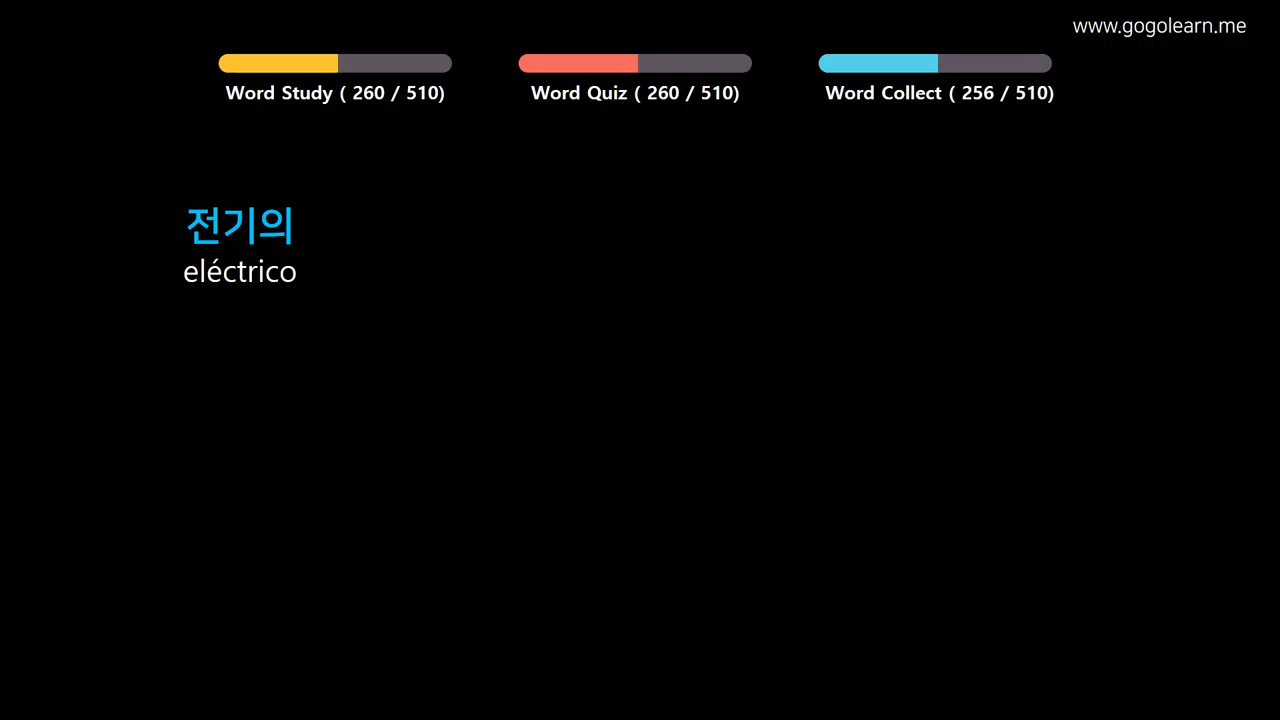 www.gogolearn.me
Word Study ( 260 / 510)
Word Quiz ( 260 / 510)
Word Collect ( 256 / 510)
전기의
eléctrico